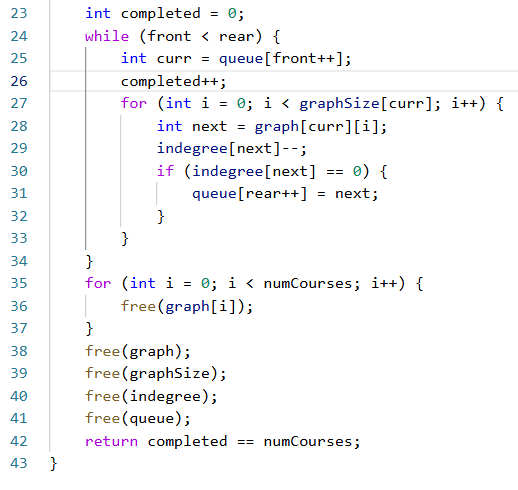 23 int completed = 0;
24 while (front < rear) {
25 int curr = queue[front++];
26 completed++;
27 for (int i = 0; i < graphSize[curr]; i++) {
28 int next = graph[curr][i];
29 indegree[next]--;
30 if (indegree[next] == 0) {
31 queue[rear++] = next;
32 }
33 }
34 }
35 for (int i = 0; i < numCourses; i++) {
36 free(graph[i]);
37 }
38 free(graph);
39 free(graphSize);
40 free(indegree);
41 free(queue);
42 return completed == numCourses;
43 }